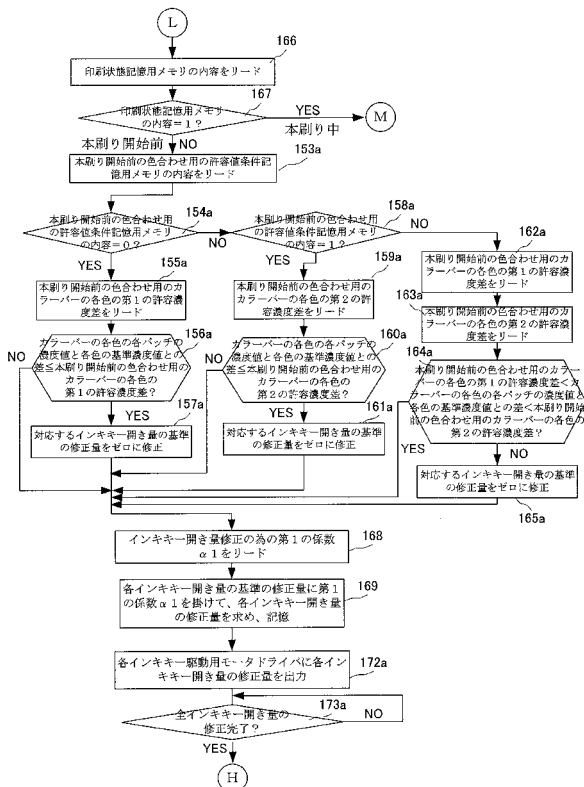 L
166
印刷状態記憶用メモリの内容をリード
167
印刷状態記憶用メモリ
の内容=1?
YES
本刷り中
M
本刷り開始前
NO
153a
本刷り開始前の色合わせ用の許容値条件記
憶用メモリの内容をリード
154a
本刷り開始前の色合わせ用
の許容値条件記憶用メモリ
の内容=0?
NO
YES
158a
本刷り開始前の色合わせ用
の許容値条件記憶用メモリ
の内容=1?
NO
YES
155a
本刷り開始前の色合わせ用のカ
ラーバーの各色の第1の許容濃
度差をリード
159a
本刷り開始前の色合わせ用の
カラーバーの各色の第2の許
容濃度差をリード
162a
本刷り開始前の色合わせ用の
カラーバーの各色の第1の許
容濃度差をリード
163a
本刷り開始前の色合わせ用の
カラーバーの各色の第2の許
容濃度差をリード
156a
カラーバーの各色の各パッチ
の濃度値と各色の基準濃度値との
差≦本刷り開始前の色合わせ用の
カラーバーの各色の
第1の許容濃度差?
NO
YES
160a
カラーバーの各色の各パッチ
の濃度値と各色の基準濃度値との
差≦本刷り開始前の色合わせ用
のカラーバーの各色の
第2の許容濃度差?
NO
YES
164a
本刷り開始前の色合わせ用のカラーバ
ーの各色の第1の許容濃度差<カ
ラーバーの各色の各パッチの濃度値と
各色の基準濃度値との差<本刷り開始
前の色合わせ用のカラーバーの各色の
第2の許容濃度差?
YES
NO
157a
対応するインキキー開き量の基準
の修正量をゼロに修正
161a
対応するインキキー開き量の基準
の修正量をゼロに修正
対応するインキキー開き量の基準
の修正量をゼロに修正
165a
インキキー開き量修正の為の第1の係数
α1をリード
168
各インキキー開き量の基準の修正量に第1
の係数α1を掛けて、各インキキー開き量
の修正量を求め、記憶
169
各インキキー駆動用モータドライバに各イン
キキー開き量の修正量を出力
172a
173a
全インキキー開き量の
修正完了?
NO
YES
H